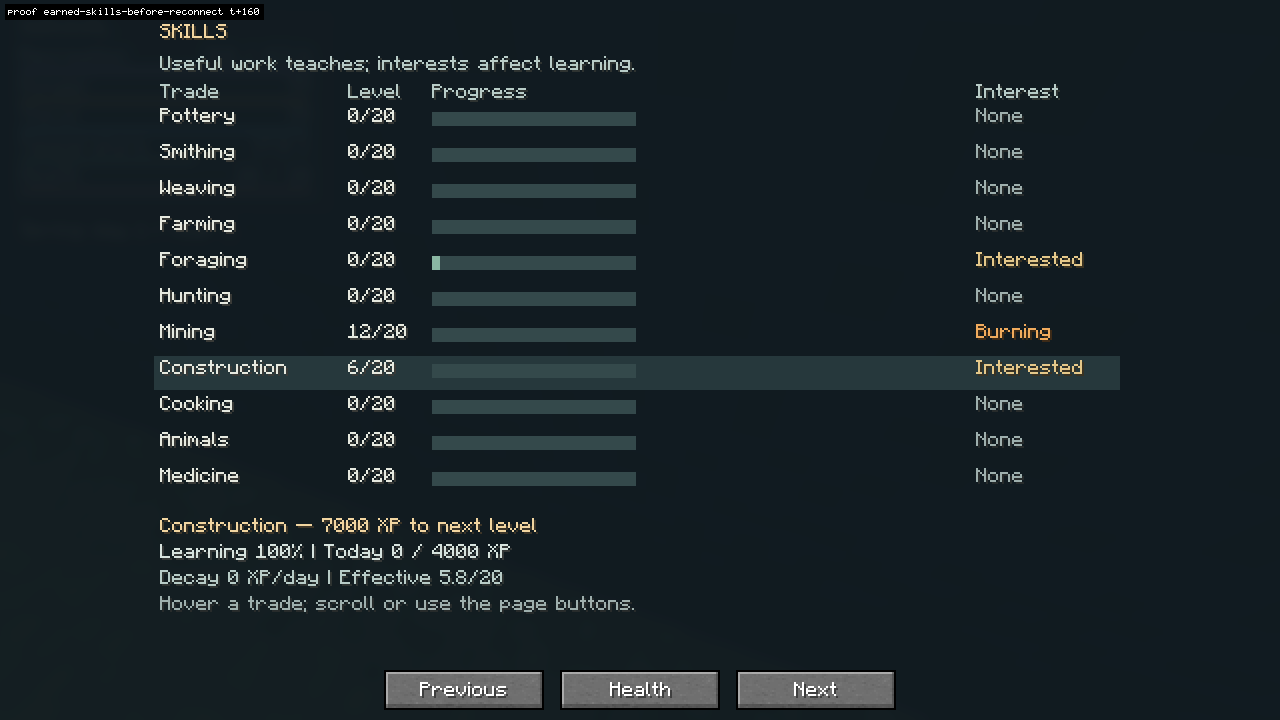 proof earned-skills-before-reconnect t+160
SKILLS
Useful work teaches; interests affect learning.
Trade Level Progress Interest
Pottery 0/20 None
Smithing 0/20 None
Weaving 0/20 None
Farming 0/20 None
Foraging 0/20 Interested
Hunting 0/20 None
Mining 12/20 Burning
Construction 6/20 Interested
Cooking 0/20 None
Animals 0/20 None
Medicine 0/20 None
Construction — 7000 XP to next level
Learning 100% | Today 0 / 4000 XP
Decay 0 XP/day | Effective 5.8/20
Hover a trade; scroll or use the page buttons.
Previous Health Next